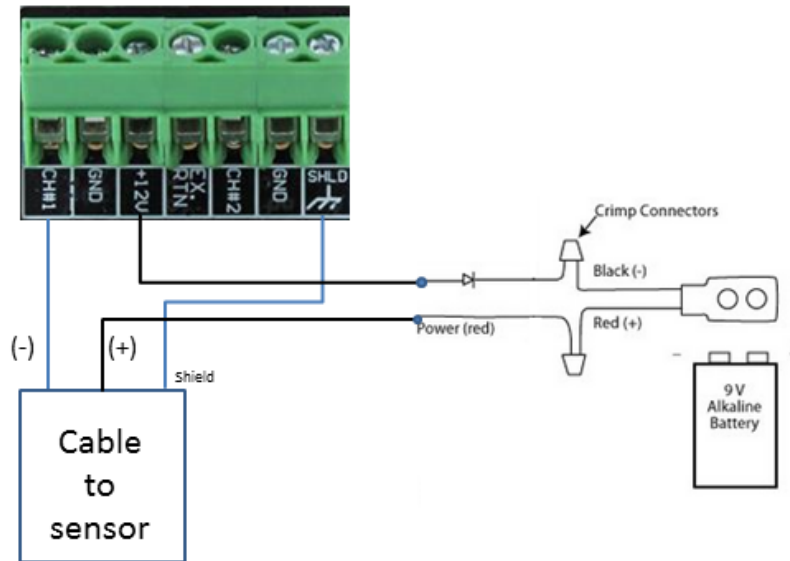 CH#1
GND
+12V
EX.
RTN
CH#2
GND
SHLD
Crimp Connectors
Black (-)
Power (red)
Red (+)
(-)
(+)
Shield
-
9 V
Alkaline
Battery
Cable
to
sensor